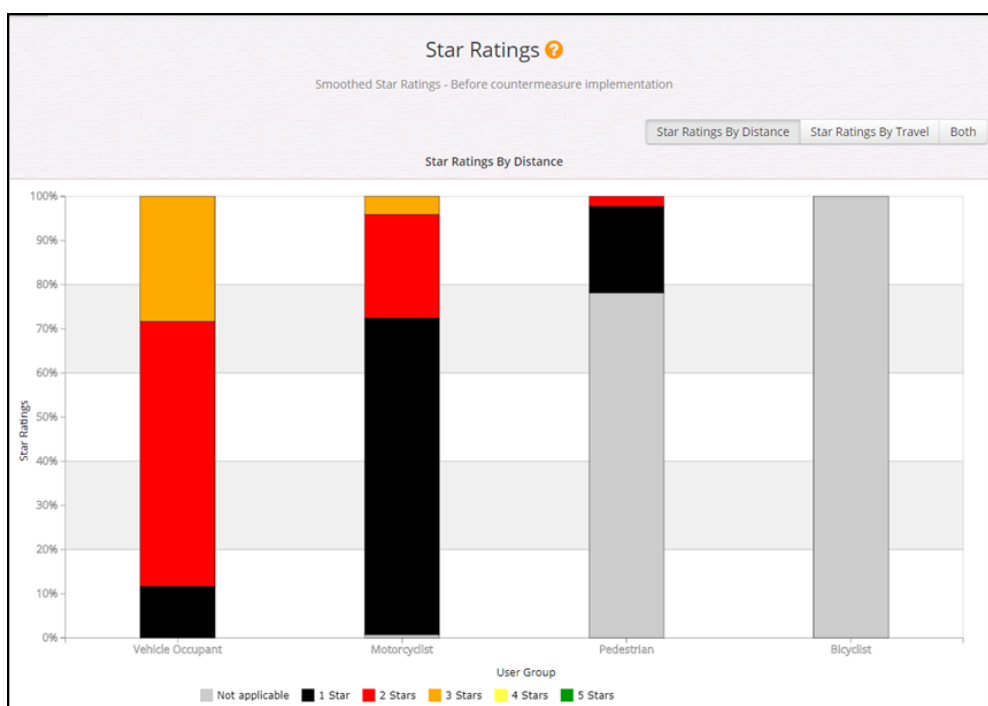 Star Ratings ?
Smoothed Star Ratings - Before countermeasure implementation
Star Ratings By Distance Star Ratings By Travel Both
Star Ratings By Distance
100%
90%
80%
70%
60%
50%
40%
30%
20%
10%
0%
Star Ratings
Vehicle Occupant Motorcyclist Pedestrian Bicyclist
User Group
Not applicable 1 Star 2 Stars 3 Stars 4 Stars 5 Stars